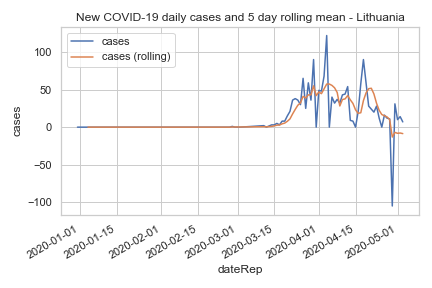 New COVID-19 daily cases and 5 day rolling mean - Lithuania
cases
cases (rolling)
100
50
0
−50
−100
cases
2020-01-01
2020-01-15
2020-02-01
2020-02-15
2020-03-01
2020-03-15
2020-04-01
2020-04-15
2020-05-01
dateRep